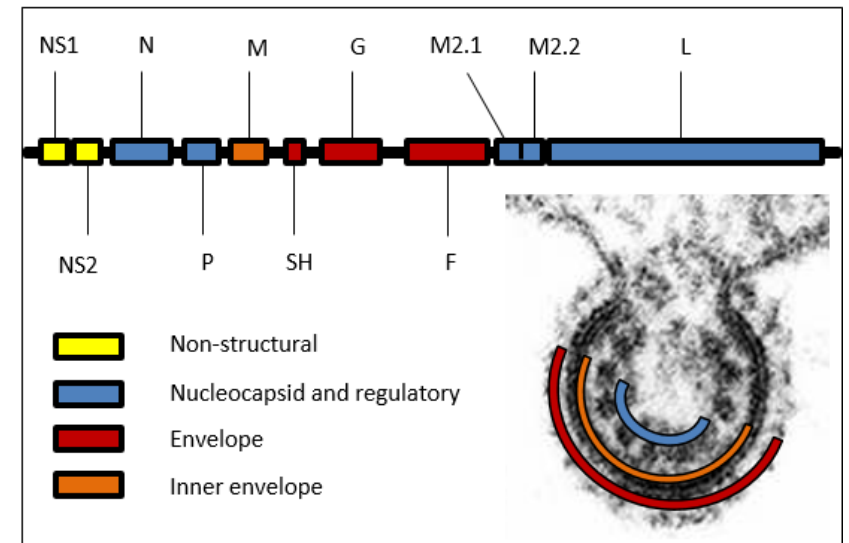 NS1 N M G M2.1 M2.2 L
NS2 P SH F
Non-structural
Nucleocapsid and regulatory
Envelope
Inner envelope